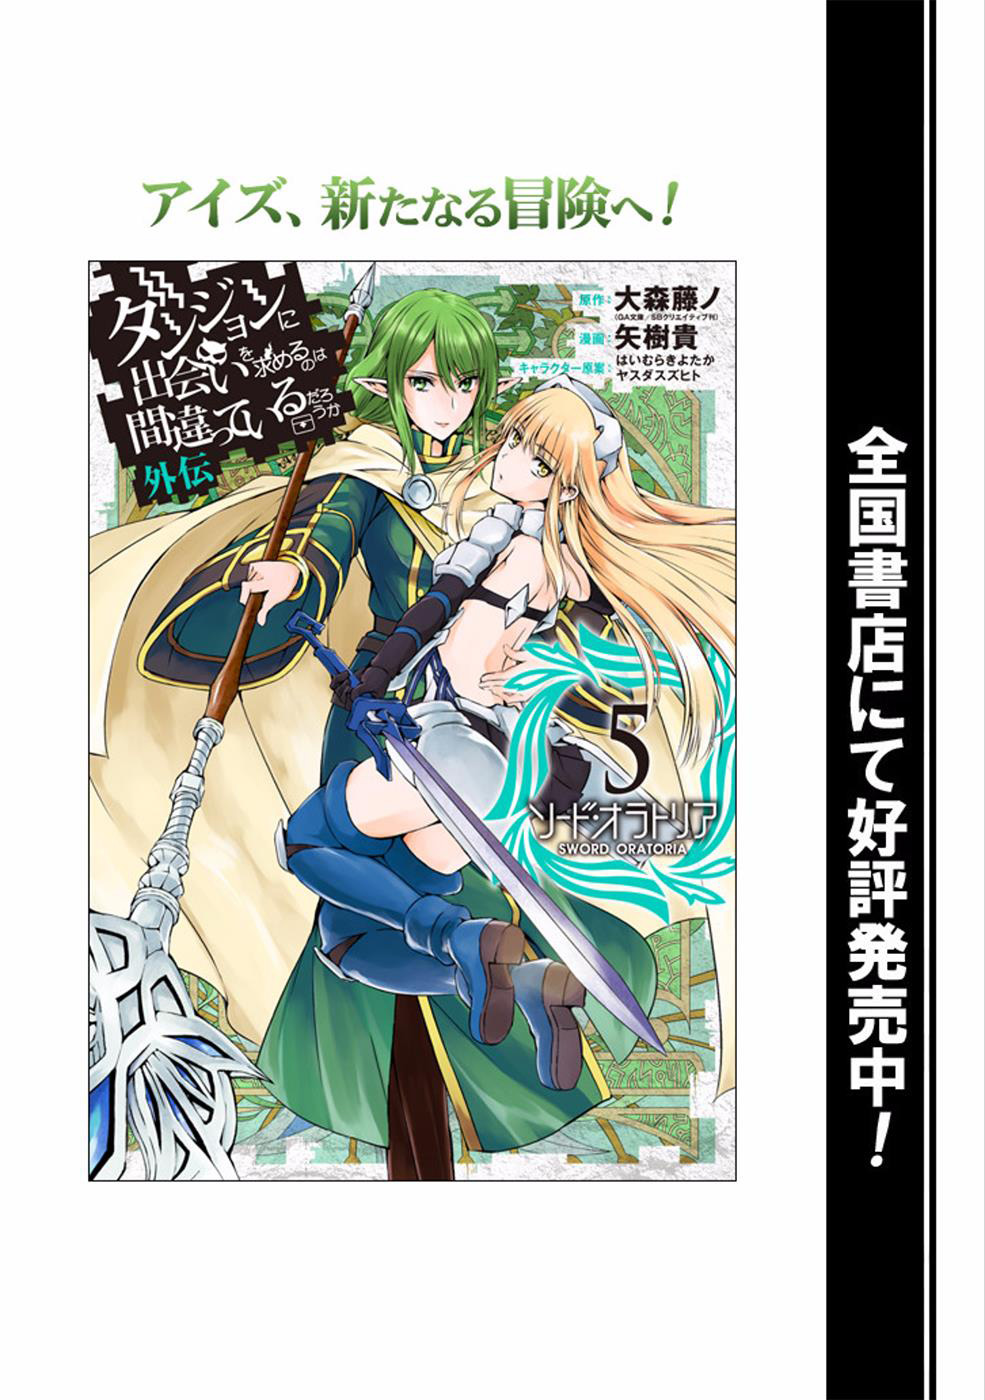 アイズ、新たなる冒険へ!
ダンジョンに
出会いを求めるのは
間違っているだろうか
外伝
原作:大森藤ノ
(GA文庫/SBクリエイティブ刊)
漫画:矢樹貴
キャラクター原案:はいむらきよたか
ヤスダスズヒト
5
ソード・オラトリア
SWORD ORATORIA
全国書店にて好評発売中!